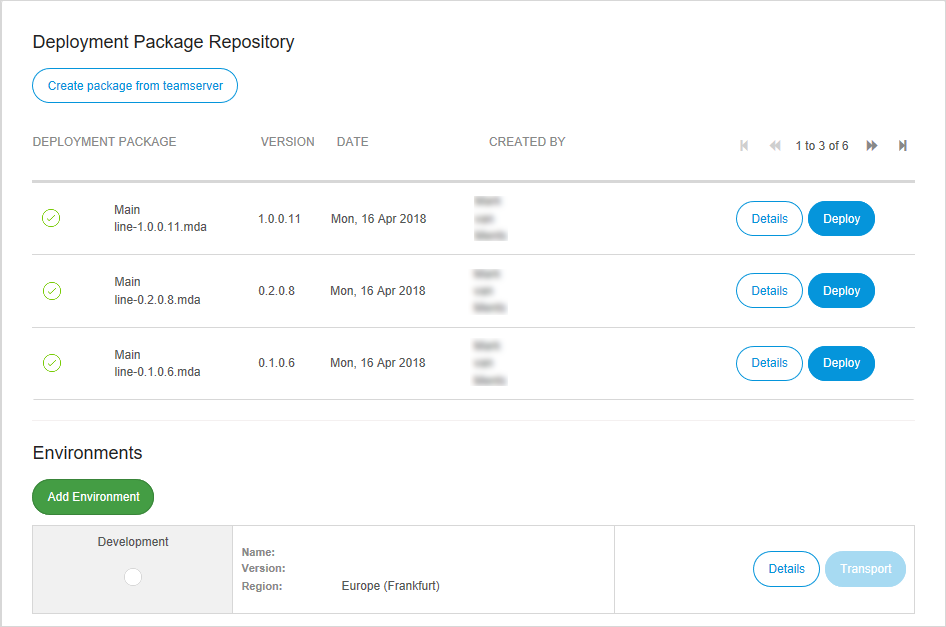 Deployment Package Repository
Create package from teamserver
DEPLOYMENT PACKAGE VERSION DATE CREATED BY 1 to 3 of 6
Main
line-1.0.0.11.mda 1.0.0.11 Mon, 16 Apr 2018 Details Deploy
Main
line-0.2.0.8.mda 0.2.0.8 Mon, 16 Apr 2018 Details Deploy
Main
line-0.1.0.6.mda 0.1.0.6 Mon, 16 Apr 2018 Details Deploy
Environments
Add Environment
Development
Name:
Version:
Region: Europe (Frankfurt)
Details Transport